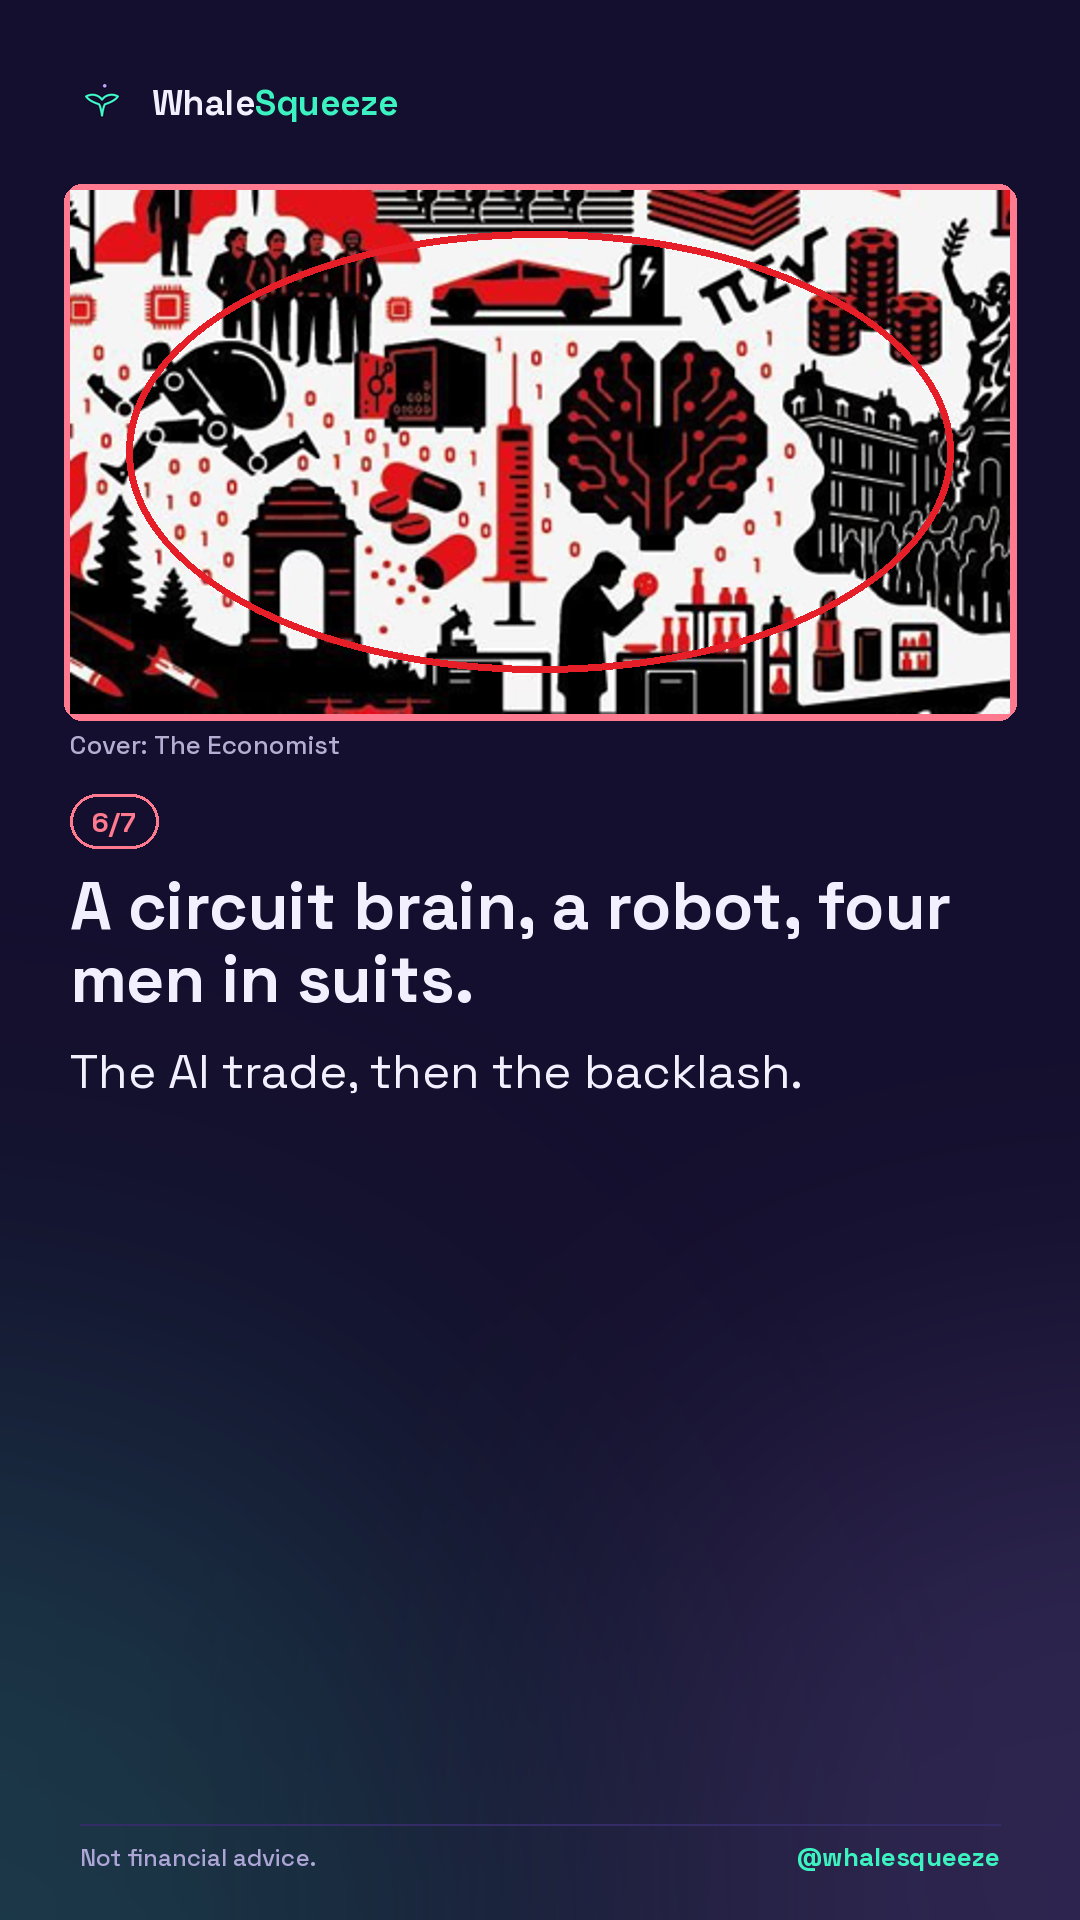 WhaleSqueeze
πΣ√
Cover: The Economist
6/7
A circuit brain, a robot, four
men in suits.
The AI trade, then the backlash.
Not financial advice.
@whalesqueeze